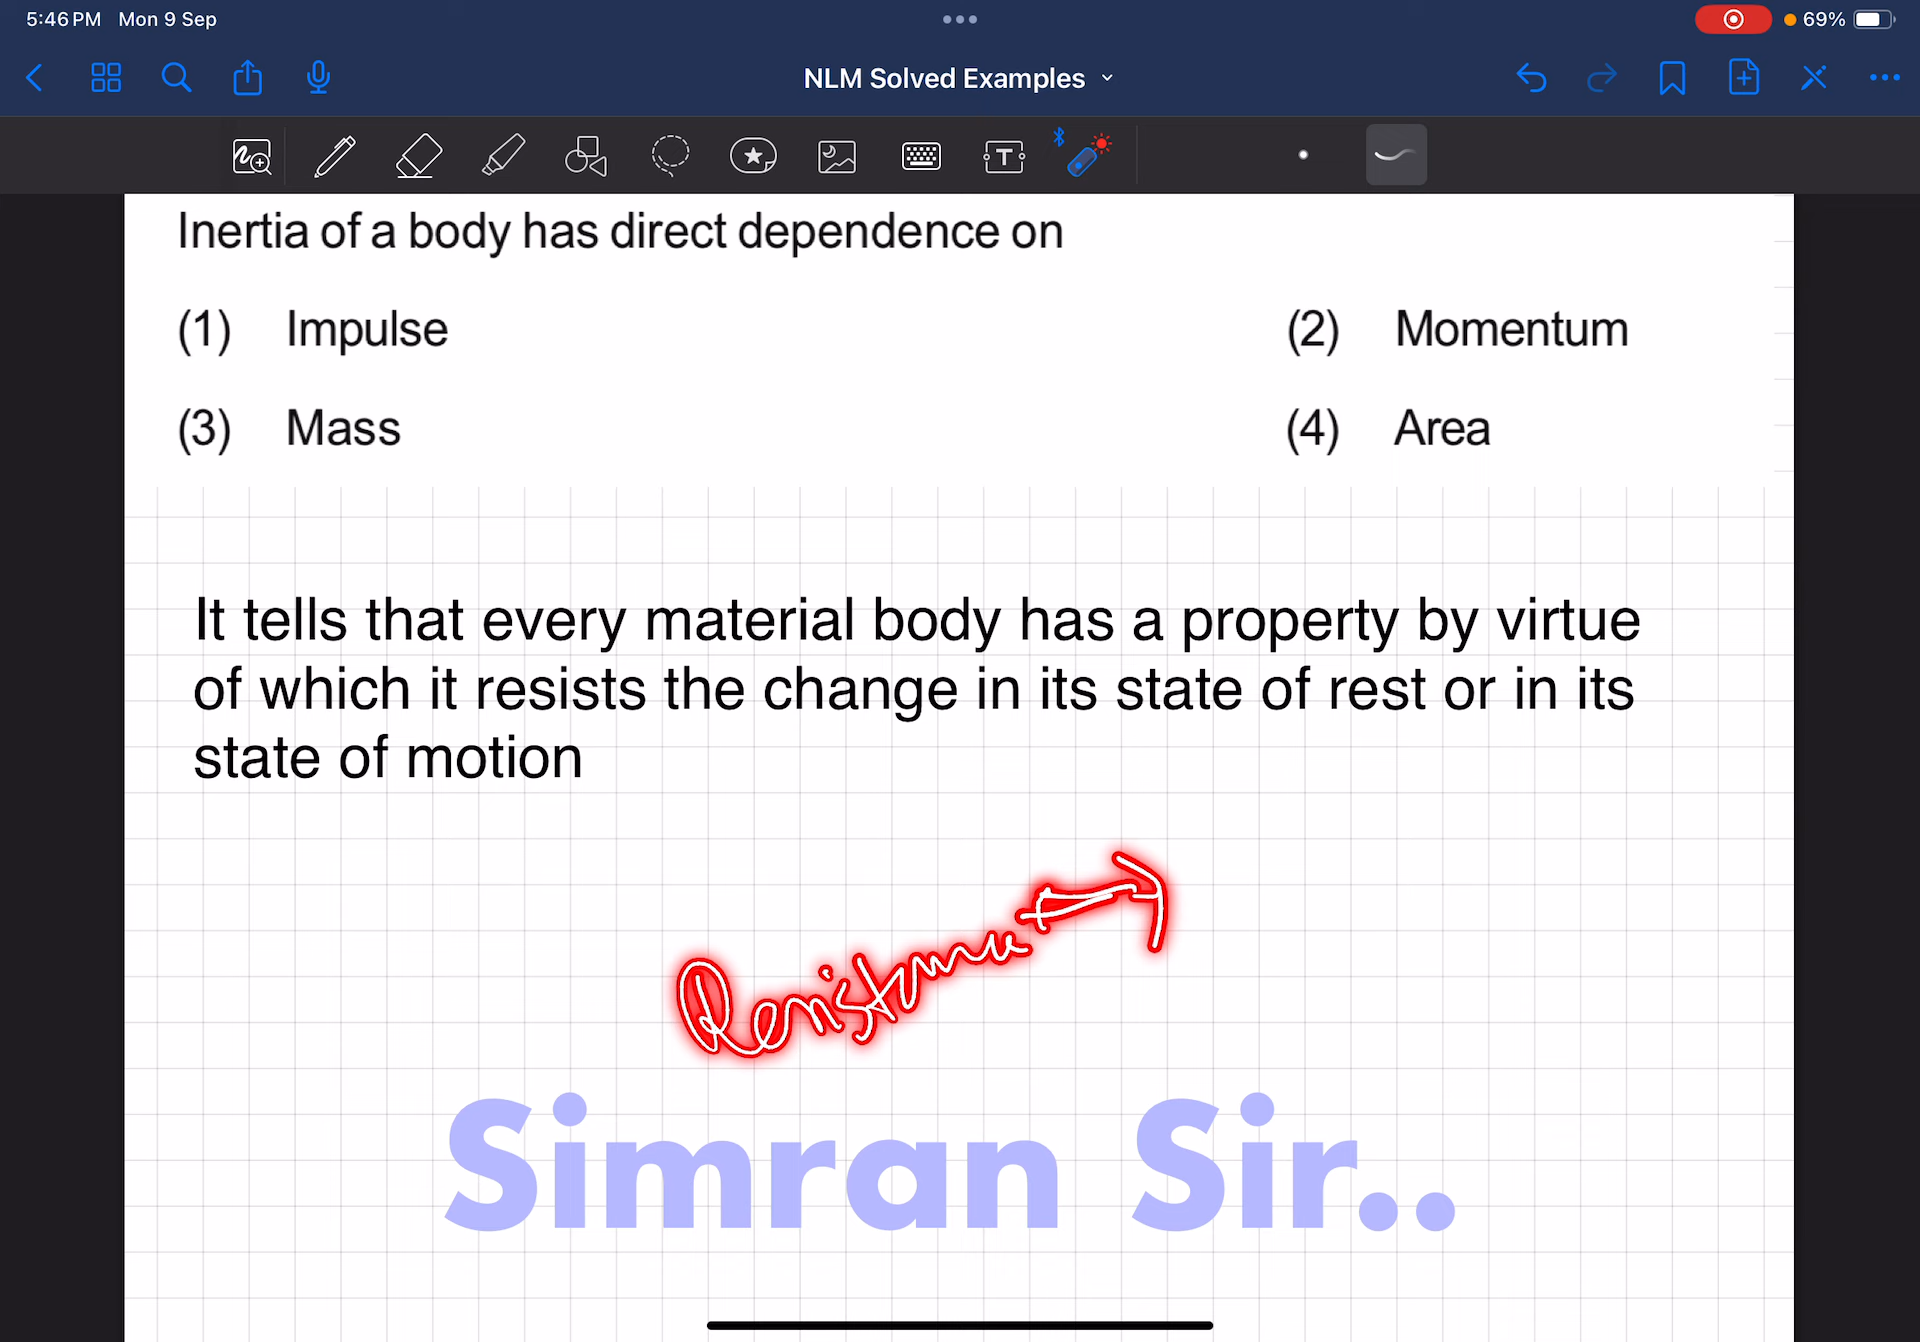 5:46 PM Mon 9 Sep
69%
NLM Solved Examples
Inertia of a body has direct dependence on
(1) Impulse (2) Momentum
(3) Mass (4) Area
It tells that every material body has a property by virtue
of which it resists the change in its state of rest or in its
state of motion
Resistance
Simran Sir..